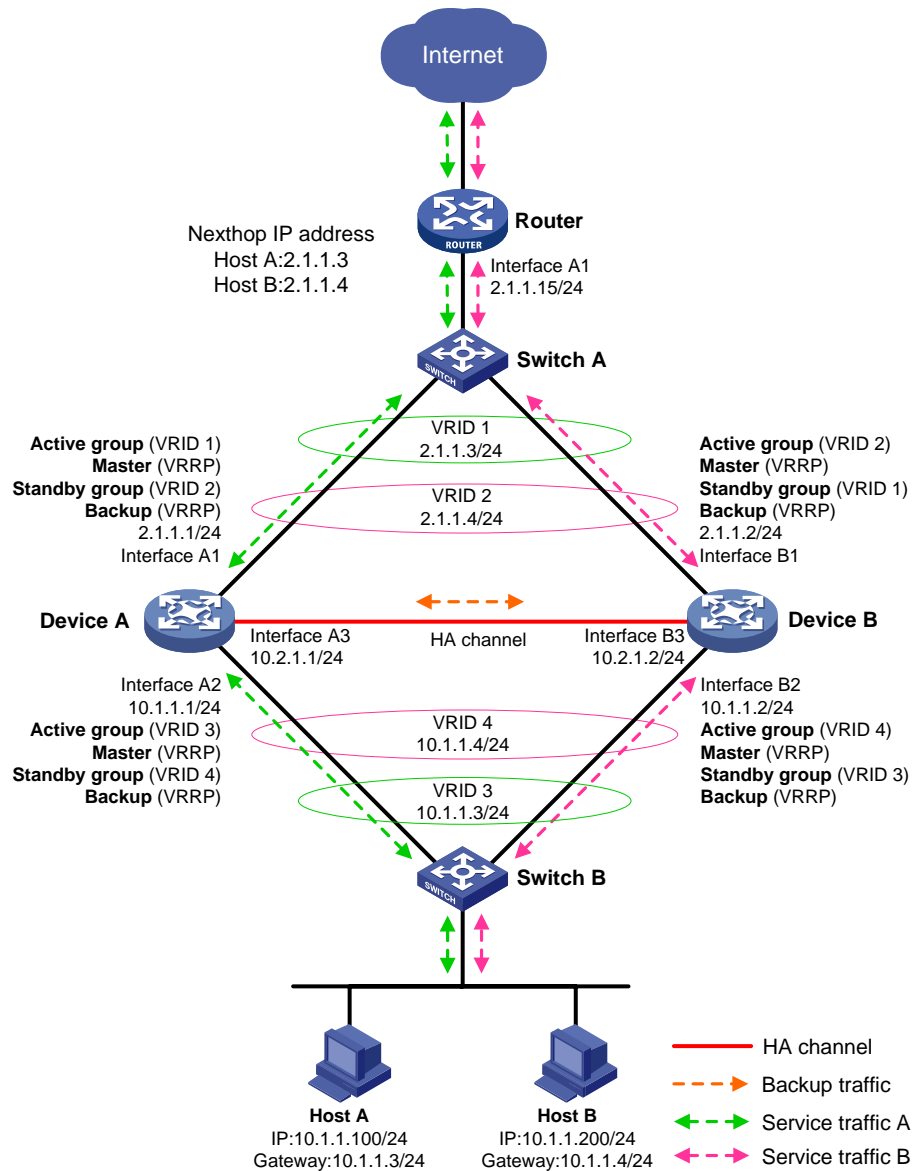 Internet
Router
ROUTER
Nexthop IP address
Host A:2.1.1.3
Host B:2.1.1.4
Interface A1
2.1.1.15/24
Switch A
SWITCH
VRID 1
2.1.1.3/24
VRID 2
2.1.1.4/24
Active group (VRID 1)
Master (VRRP)
Standby group (VRID 2)
Backup (VRRP)
2.1.1.1/24
Interface A1
Active group (VRID 2)
Master (VRRP)
Standby group (VRID 1)
Backup (VRRP)
2.1.1.2/24
Interface B1
Device A
Interface A3
10.2.1.1/24
HA channel
Interface B3
10.2.1.2/24
Device B
Interface A2
10.1.1.1/24
Active group (VRID 3)
Master (VRRP)
Standby group (VRID 4)
Backup (VRRP)
VRID 4
10.1.1.4/24
VRID 3
10.1.1.3/24
Interface B2
10.1.1.2/24
Active group (VRID 4)
Master (VRRP)
Standby group (VRID 3)
Backup (VRRP)
Switch B
SWITCH
Host A
IP:10.1.1.100/24
Gateway:10.1.1.3/24
Host B
IP:10.1.1.200/24
Gateway:10.1.1.4/24
HA channel
Backup traffic
Service traffic A
Service traffic B